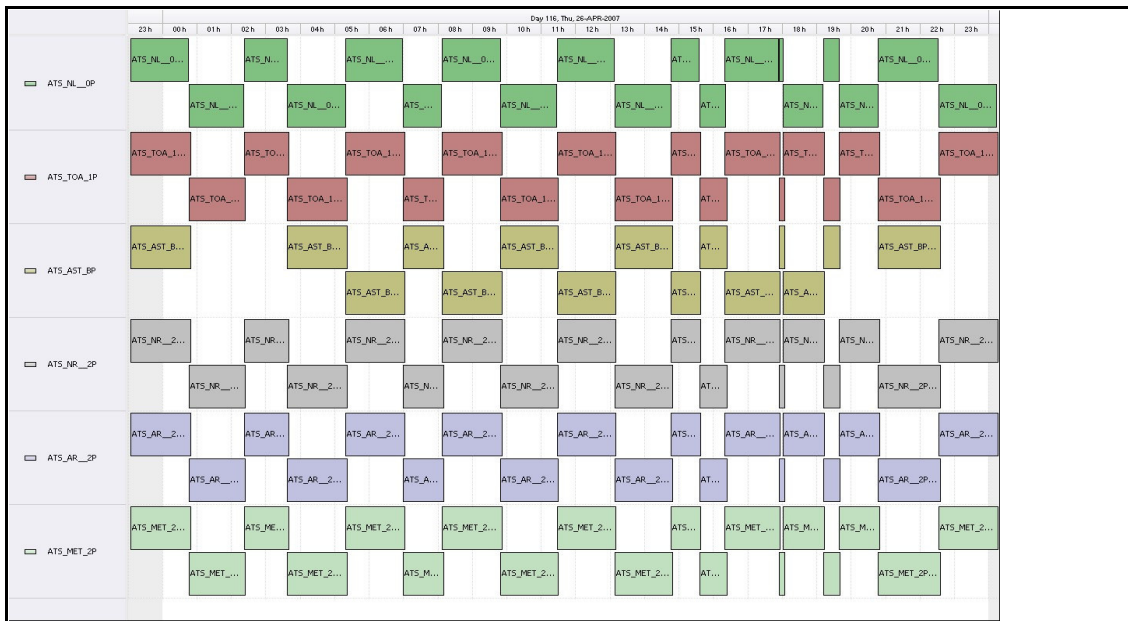 Day 116, Thu, 26-APR-2007
23 h 00 h 01 h 02 h 03 h 04 h 05 h 06 h 07 h 08 h 09 h 10 h 11 h 12 h 13 h 14 h 15 h 16 h 17 h 18 h 19 h 20 h 21 h 22 h 23 h
ATS_NL__0... ATS_N... ATS_NL__... ATS_NL__0... ATS_NL__... AT... ATS_NL__... ATS_NL__0...
ATS_NL__0P
ATS_NL__... ATS_NL__0... ATS_... ATS_NL__... ATS_NL__... AT... ATS_N... ATS_N... ATS_NL__0...
ATS_TOA_1... ATS_TO... ATS_TOA_1... ATS_TOA_1... ATS_TOA_1... ATS... ATS_TOA_... ATS_T... ATS_T... ATS_TOA_1...
ATS_TOA_1P
ATS_TOA_... ATS_TOA_1... ATS_T... ATS_TOA_1... ATS_TOA_1... AT... ATS_TOA_1...
ATS_AST_B... ATS_AST_B... ATS_A... ATS_AST_B... ATS_AST_B... AT... ATS_AST_BP...
ATS_AST_BP
ATS_AST_B... ATS_AST_B... ATS_AST_B... ATS... ATS_AST_... ATS_A...
ATS_NR__2... ATS_NR... ATS_NR__2... ATS_NR__2... ATS_NR__2... ATS... ATS_NR__... ATS_N... ATS_N... ATS_NR__2...
ATS_NR__2P
ATS_NR__... ATS_NR__2... ATS_N... ATS_NR__2... ATS_NR__2... AT... ATS_NR__2P...
ATS_AR__2... ATS_AR... ATS_AR__2... ATS_AR__2... ATS_AR__2... ATS... ATS_AR__... ATS_A... ATS_A... ATS_AR__2...
ATS_AR__2P
ATS_AR__... ATS_AR__2... ATS_A... ATS_AR__2... ATS_AR__2... AT... ATS_AR__2P...
ATS_MET_2... ATS_ME... ATS_MET_2... ATS_MET_2... ATS_MET_2... ATS... ATS_MET_... ATS_M... ATS_M... ATS_MET_2...
ATS_MET_2P
ATS_MET_... ATS_MET_2... ATS_M... ATS_MET_2... ATS_MET_2... AT... ATS_MET_2P...